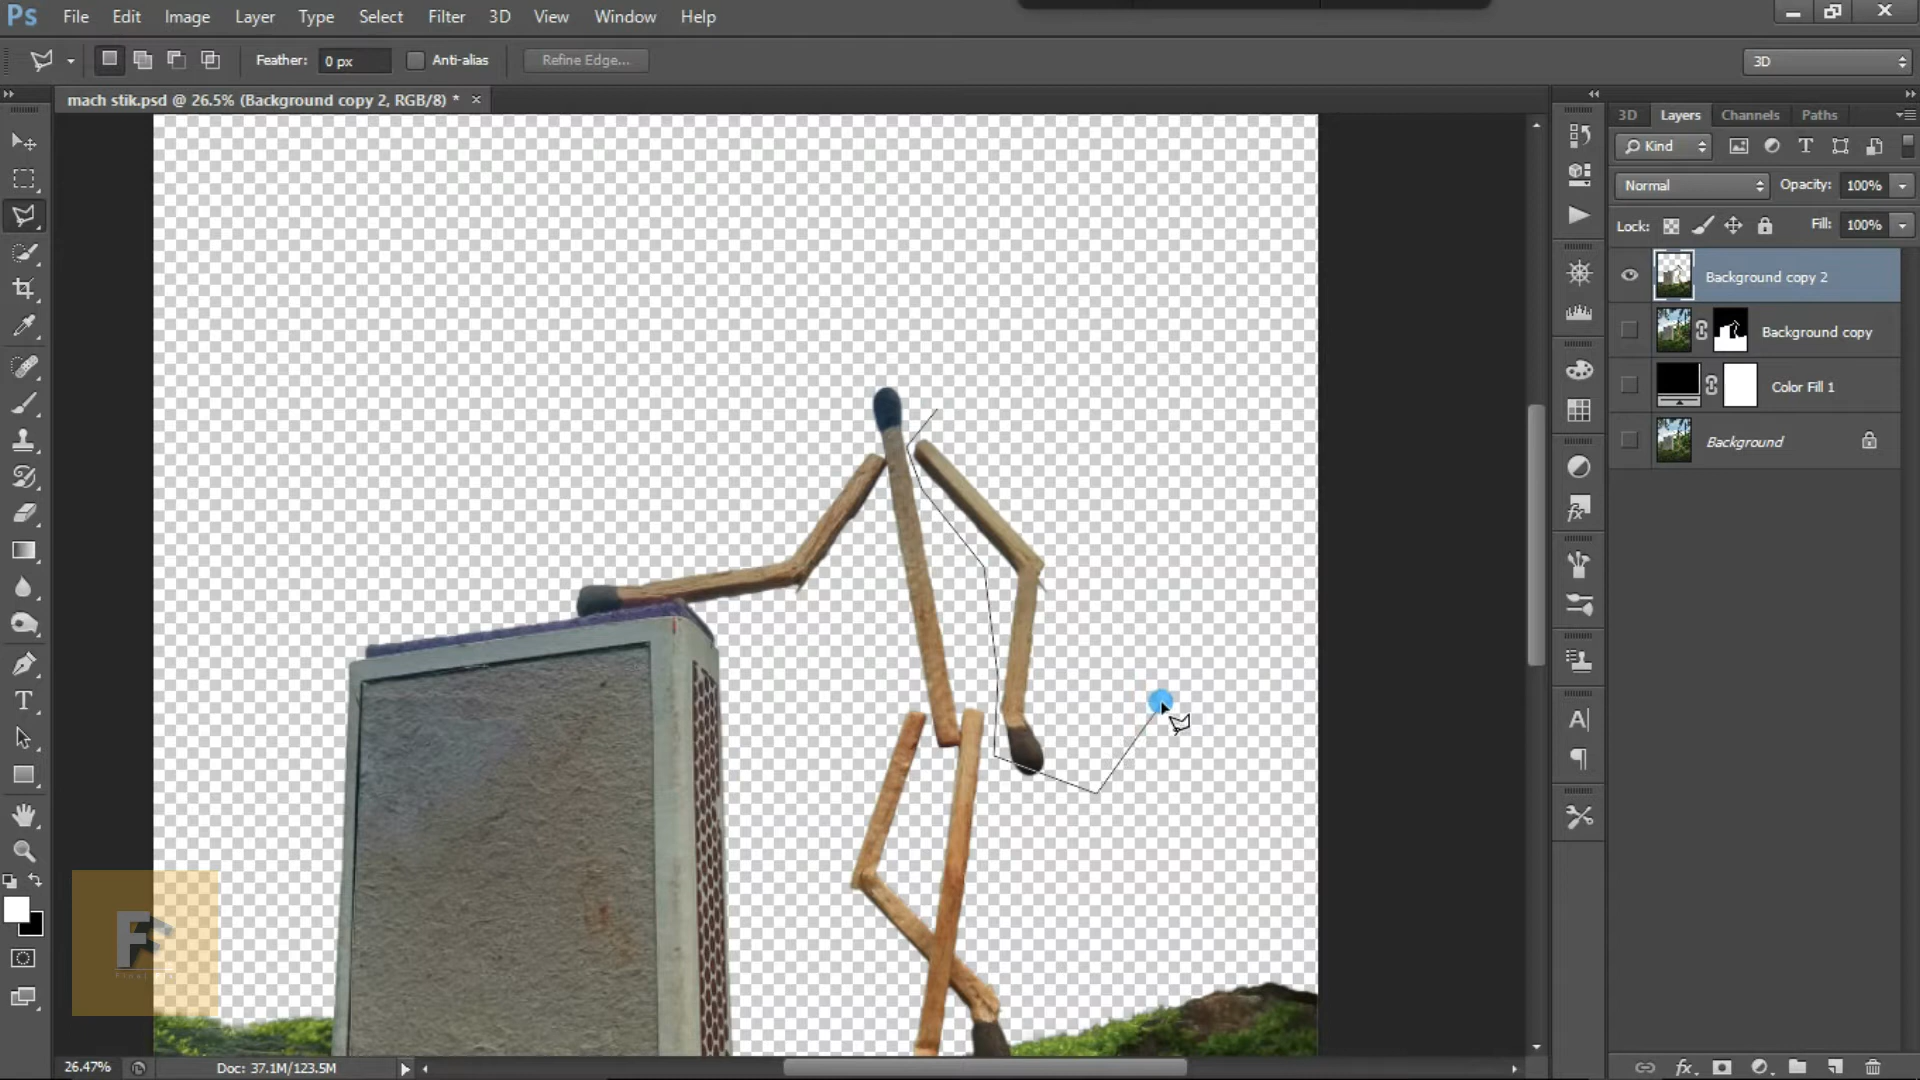 Ps File Edit Image Layer Type Select Filter 3D View Window Help
Feather: 0 px Anti-alias Refine Edge... 3D
mach stik.psd @ 26.5% (Background copy 2, RGB/8) * ×
3D Layers Channels Paths
Kind
Normal Opacity: 100%
Lock: Fill: 100%
Background copy 2
Background copy
Color Fill 1
Background
26.47% Doc: 37.1M/123.5M